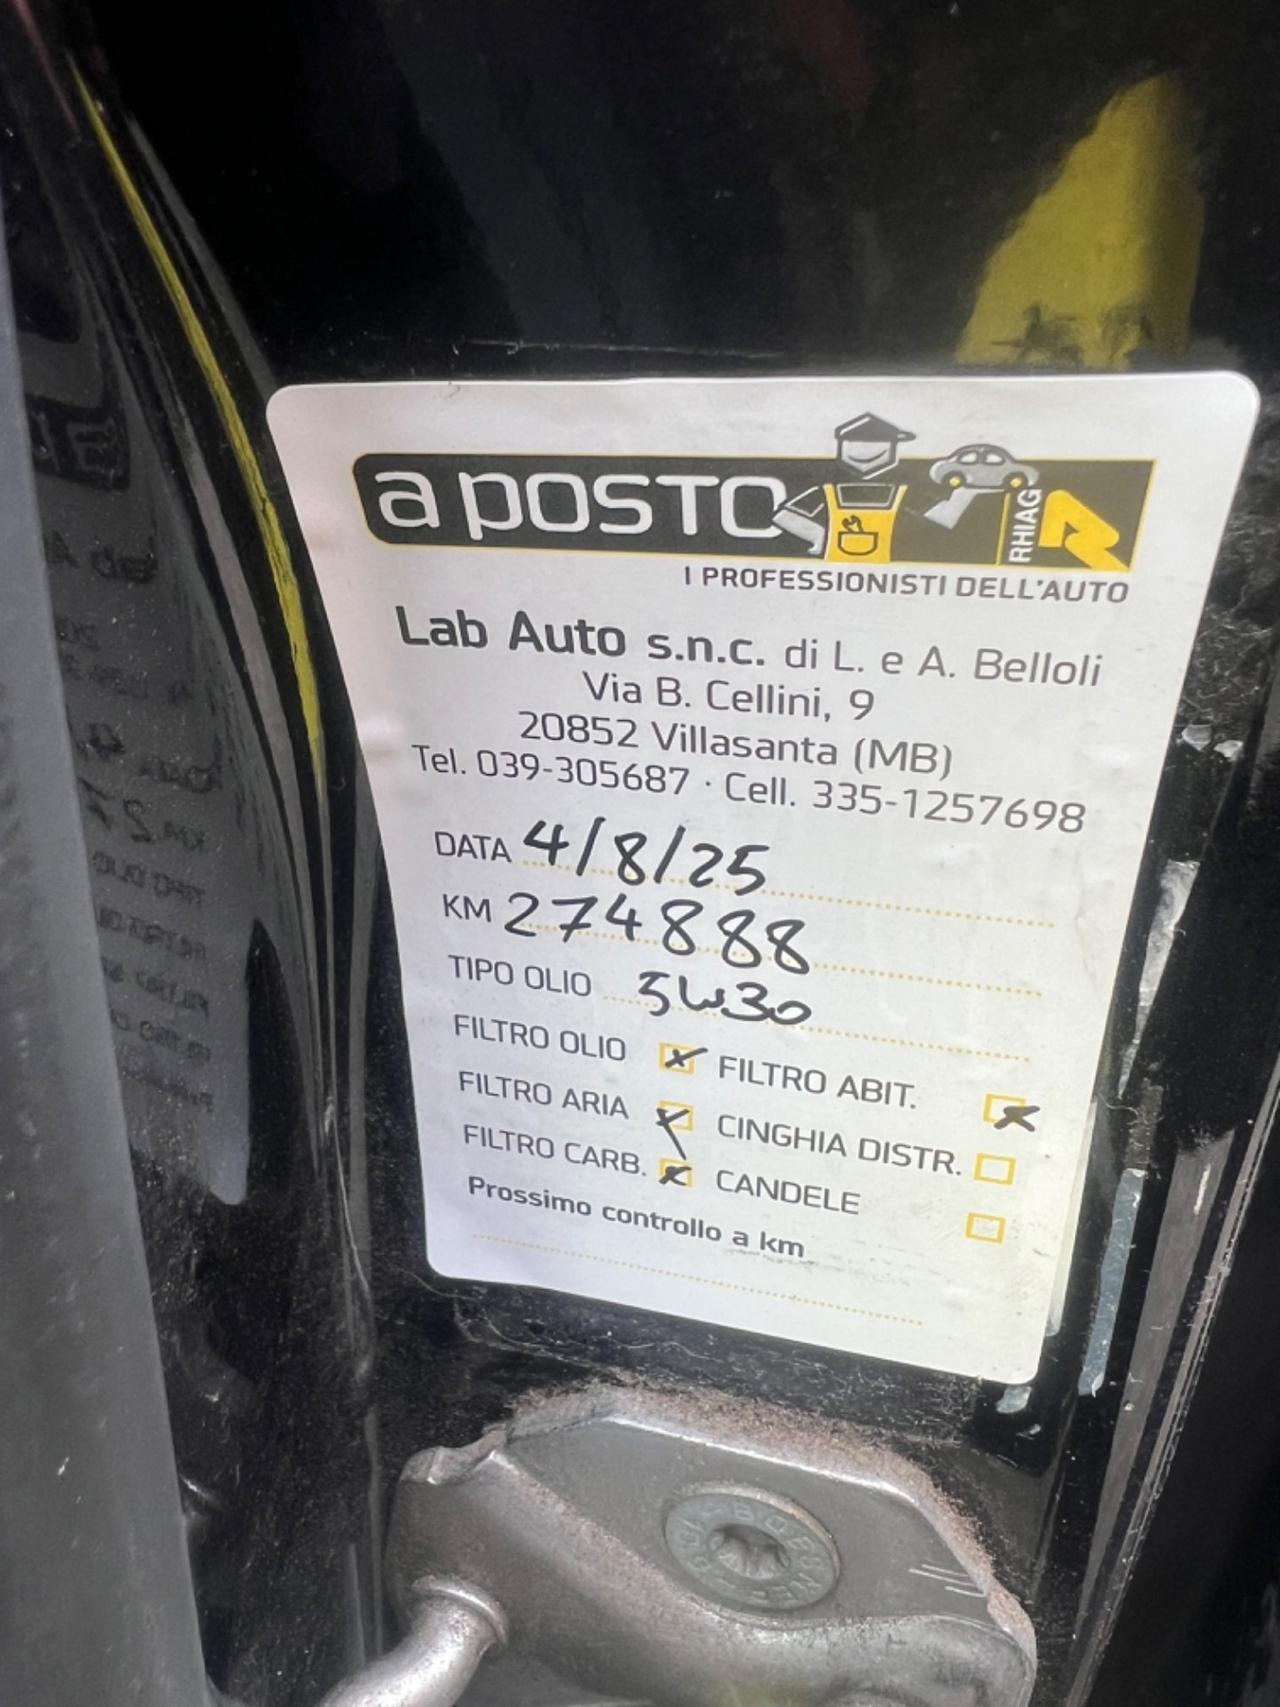 a POSTO
RHIAG
I PROFESSIONISTI DELL'AUTO
Lab Auto s.n.c. di L. e A. Belloli
Via B. Cellini, 9
20852 Villasanta (MB)
Tel. 039-305687 · Cell. 335-1257698
DATA 4/8/25
KM 274888
TIPO OLIO 5W30
FILTRO OLIO FILTRO ABIT.
FILTRO ARIA CINGHIA DISTR.
FILTRO CARB. CANDELE
Prossimo controllo a km